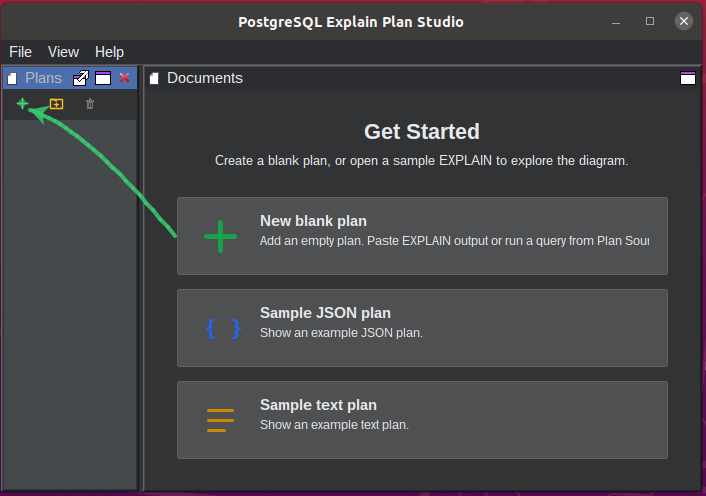 PostgreSQL Explain Plan Studio
File View Help
Plans
Documents
Get Started
Create a blank plan, or open a sample EXPLAIN to explore the diagram.
New blank plan
Add an empty plan. Paste EXPLAIN output or run a query from Plan Sour
{ }
Sample JSON plan
Show an example JSON plan.
Sample text plan
Show an example text plan.